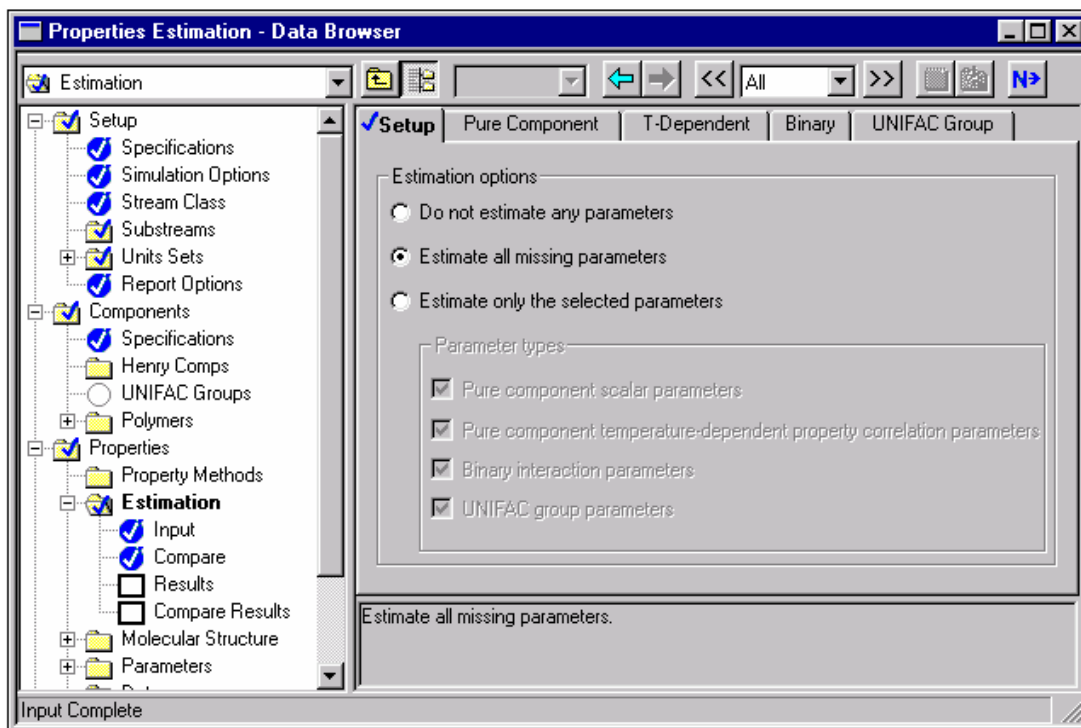 Properties Estimation - Data Browser
Estimation
<<
All
>>
N
Setup
Specifications
Simulation Options
Stream Class
Substreams
Units Sets
Report Options
Components
Specifications
Henry Comps
UNIFAC Groups
Polymers
Properties
Property Methods
Estimation
Input
Compare
Results
Compare Results
Molecular Structure
Parameters
Setup
Pure Component
T-Dependent
Binary
UNIFAC Group
Estimation options
Do not estimate any parameters
Estimate all missing parameters
Estimate only the selected parameters
Parameter types
Pure component scalar parameters
Pure component temperature-dependent property correlation parameters
Binary interaction parameters
UNIFAC group parameters
Estimate all missing parameters.
Input Complete